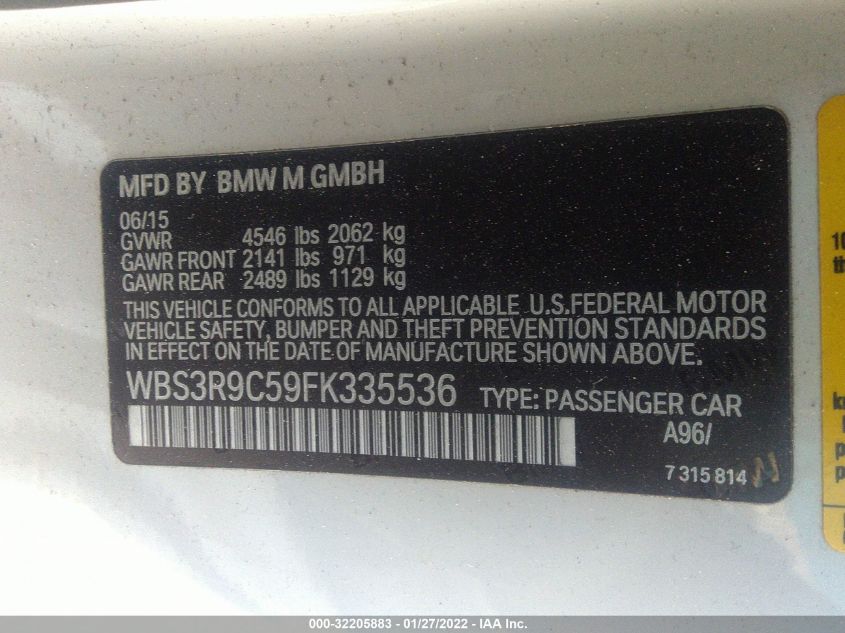 MFD BY BMW M GMBH
06/15
GVWR 4546 lbs 2062 kg
GAWR FRONT 2141 lbs 971 kg
GAWR REAR 2489 lbs 1129 kg
THIS VEHICLE CONFORMS TO ALL APPLICABLE U.S.FEDERAL MOTOR
VEHICLE SAFETY, BUMPER AND THEFT PREVENTION STANDARDS
IN EFFECT ON THE DATE OF MANUFACTURE SHOWN ABOVE.
WBS3R9C59FK335536 TYPE: PASSENGER CAR
A96/
7 315 814
000-32205883 - 01/27/2022 - IAA Inc.